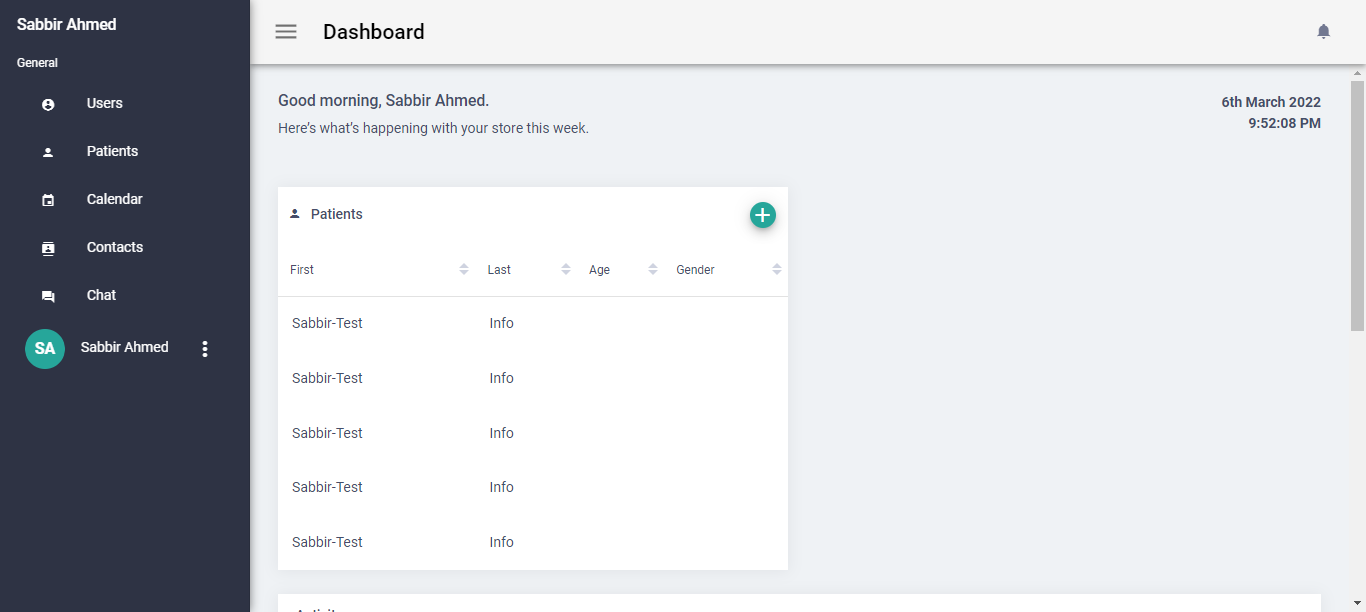 Sabbir Ahmed
General
Users
Patients
Calendar
Contacts
Chat
SA Sabbir Ahmed
Dashboard
Good morning, Sabbir Ahmed.
Here's what's happening with your store this week.
6th March 2022
9:52:08 PM
Patients
First Last Age Gender
Sabbir-Test Info
Sabbir-Test Info
Sabbir-Test Info
Sabbir-Test Info
Sabbir-Test Info